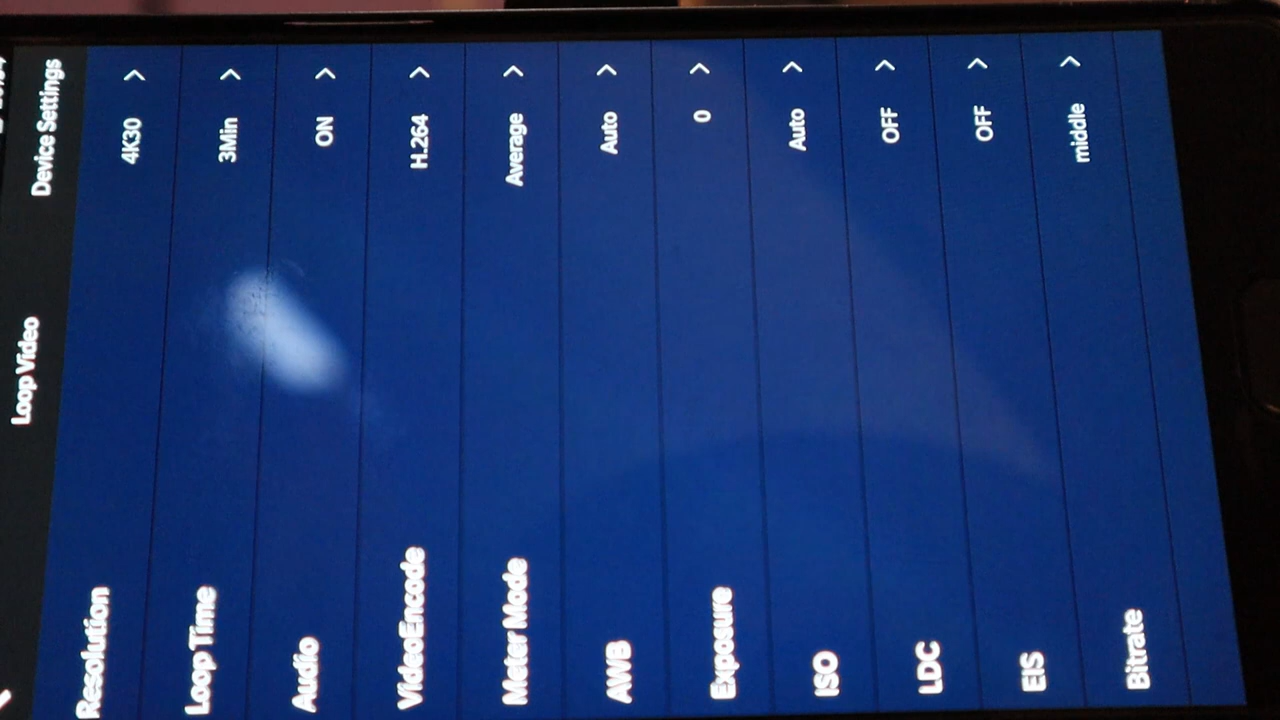 Loop Video Device Settings
Resolution 4K30 >
Loop Time 3Min >
Audio ON >
VideoEncode H.264 >
Meter Mode Average >
AWB Auto >
Exposure 0 >
ISO Auto >
LDC OFF >
EIS OFF >
Bitrate middle >